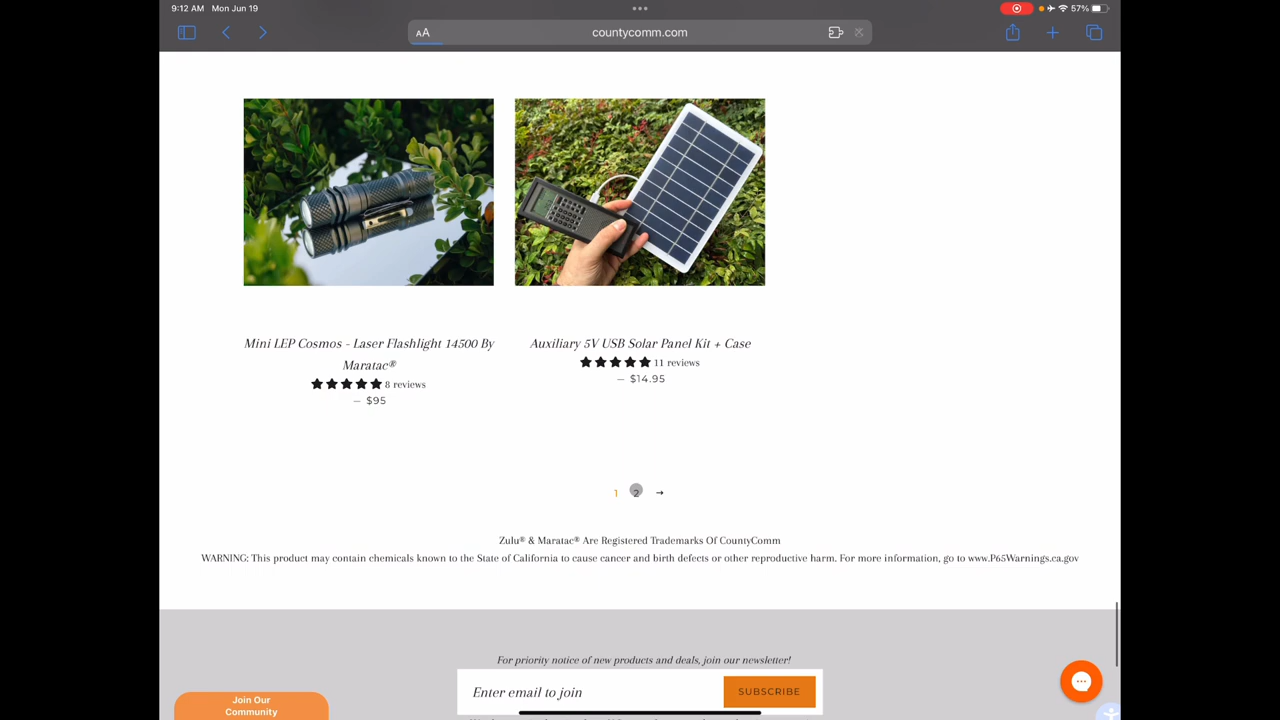 9:12 AM Mon Jun 19
57%
AA
countycomm.com
Mini LEP Cosmos - Laser Flashlight 14500 By
Maratac®
8 reviews
— $95
Auxiliary 5V USB Solar Panel Kit + Case
11 reviews
— $14.95
1 2 →
Zulu® & Maratac® Are Registered Trademarks Of CountyComm
WARNING: This product may contain chemicals known to the State of California to cause cancer and birth defects or other reproductive harm. For more information, go to www.P65Warnings.ca.gov
For priority notice of new products and deals, join our newsletter!
Enter email to join
SUBSCRIBE
Join Our
Community